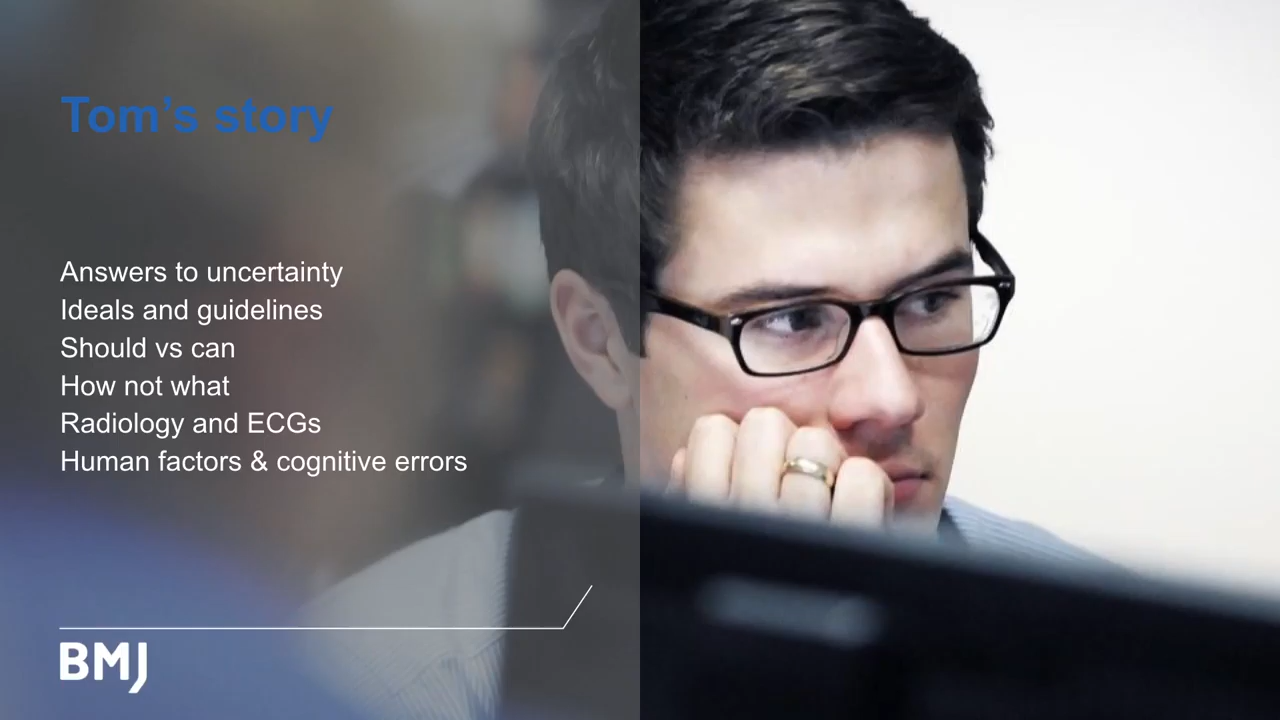 Tom's story
Answers to uncertainty
Ideals and guidelines
Should vs can
How not what
Radiology and ECGs
Human factors & cognitive errors
BMJ